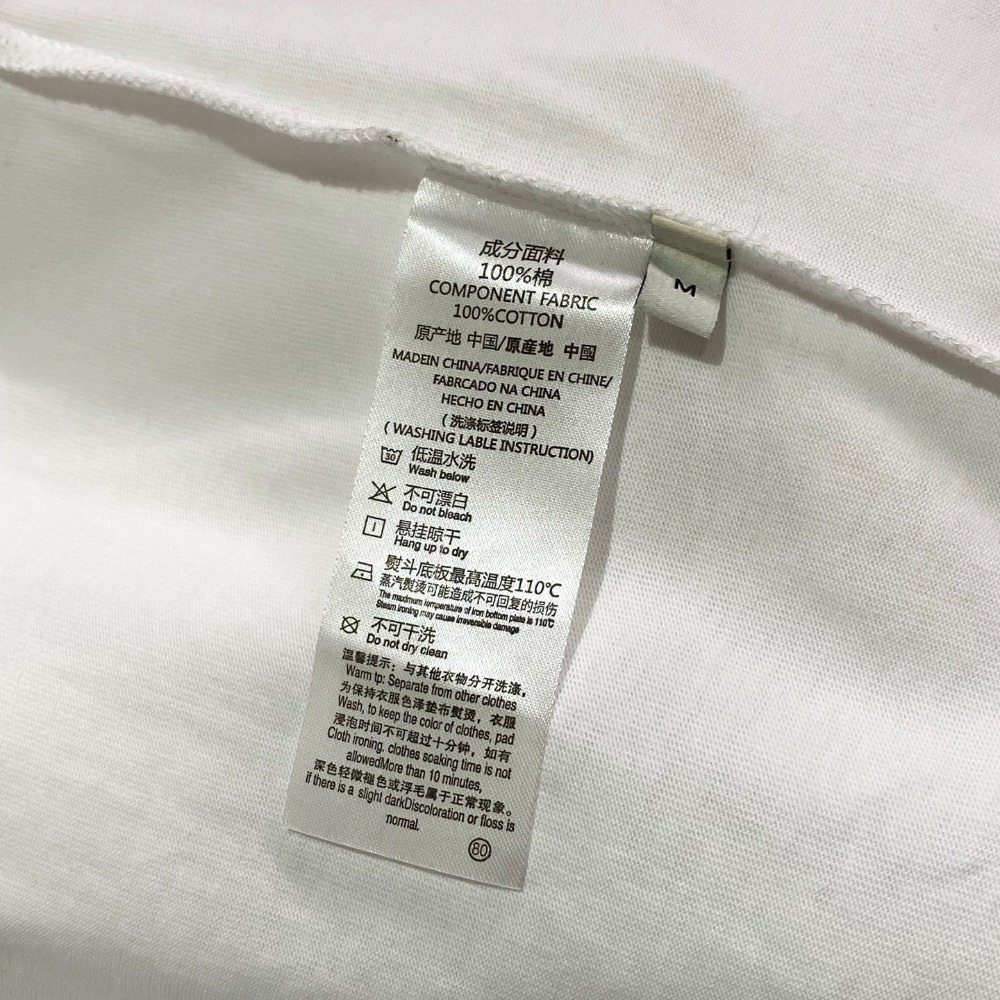 成分面料
100%棉
COMPONENT FABRIC
100%COTTON
原产地 中国/原産地 中國
MADEIN CHINA/FABRIQUE EN CHINE/
FABRCADO NA CHINA
HECHO EN CHINA
(洗涤标签说明)
( WASHING LABLE INSTRUCTION)
30 低温水洗
Wash below
不可漂白
Do not bleach
悬挂晾干
Hang up to dry
熨斗底板最高温度110℃
蒸汽熨烫可能造成不可回复的损伤
The maximum temperature of iron bottom plate is 110℃
Steam ironing may cause irreversible damage
不可干洗
Do not dry clean
温馨提示：与其他衣物分开洗涤，
Warm tp: Separate from other clothes
为保持衣服色泽垫布熨烫，衣服
Wash, to keep the color of clothes, pad
浸泡时间不可超过十分钟，如有
Cloth ironing. clothes soaking time is not
allowedMore than 10 minutes,
深色轻微褪色或浮毛属于正常现象。
if there is a slight darkDiscoloration or floss is
normal.
80
M